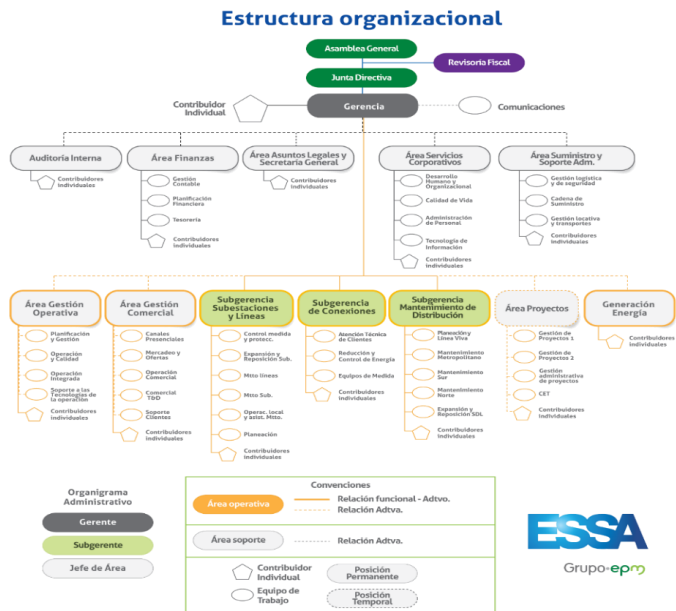 Estructura organizacional
Asamblea General
Revisoría Fiscal
Junta Directiva
Contribuidor
Individual
Gerencia
Comunicaciones
Auditoría Interna
Contribuidores
individuales
Área Finanzas
Gestión
Contable
Planificación
Financiera
Tesorería
Contribuidores
individuales
Área Asuntos Legales y
Secretaría General
Contribuidores
individuales
Área Servicios
Corporativos
Desarrollo
Humano y
Organizacional
Calidad de Vida
Administración
de Personal
Tecnología de
Información
Contribuidores
individuales
Área Suministro y
Soporte Adm.
Gestión logística
y de seguridad
Cadena de
Suministro
Gestión locativa
y transportes
Contribuidores
individuales
Área Gestión
Operativa
Planificación
y Gestión
Operación
y Calidad
Operación
Integrada
Soporte a las
Tecnologías de
la operación
Contribuidores
individuales
Área Gestión
Comercial
Canales
Presenciales
Mercadeo y
Ofertas
Operación
Comercial
Comercial
T&D
Soporte
Clientes
Contribuidores
individuales
Subgerencia
Subestaciones
y Líneas
Control medida
y protecc.
Expansión y
Reposición Sub.
Mtto líneas
Mtto Sub.
Operac. local
y asist. Mtto.
Planeación
Contribuidores
individuales
Subgerencia
de Conexiones
Atención Técnica
de Clientes
Reducción y
Control de Energía
Equipos de Medida
Contribuidores
individuales
Subgerencia
Mantenimiento de
Distribución
Planeación y
Línea Viva
Mantenimiento
Metropolitano
Mantenimiento
Sur
Mantenimiento
Norte
Expansión y
Reposición SDL
Contribuidores
individuales
Área Proyectos
Gestión de
Proyectos 1
Gestión de
Proyectos 2
Gestión
administrativa
de proyectos
CET
Contribuidores
individuales
Generación
Energía
Contribuidores
individuales
Organigrama
Administrativo
Gerente
Subgerente
Jefe de Área
Convenciones
Área operativa
Relación funcional - Adtvo.
Relación Adtva.
Área soporte
Relación Adtva.
Contribuidor
Individual
Equipo de
Trabajo
Posición
Permanente
Posición
Temporal
ESSA
Grupo·epm